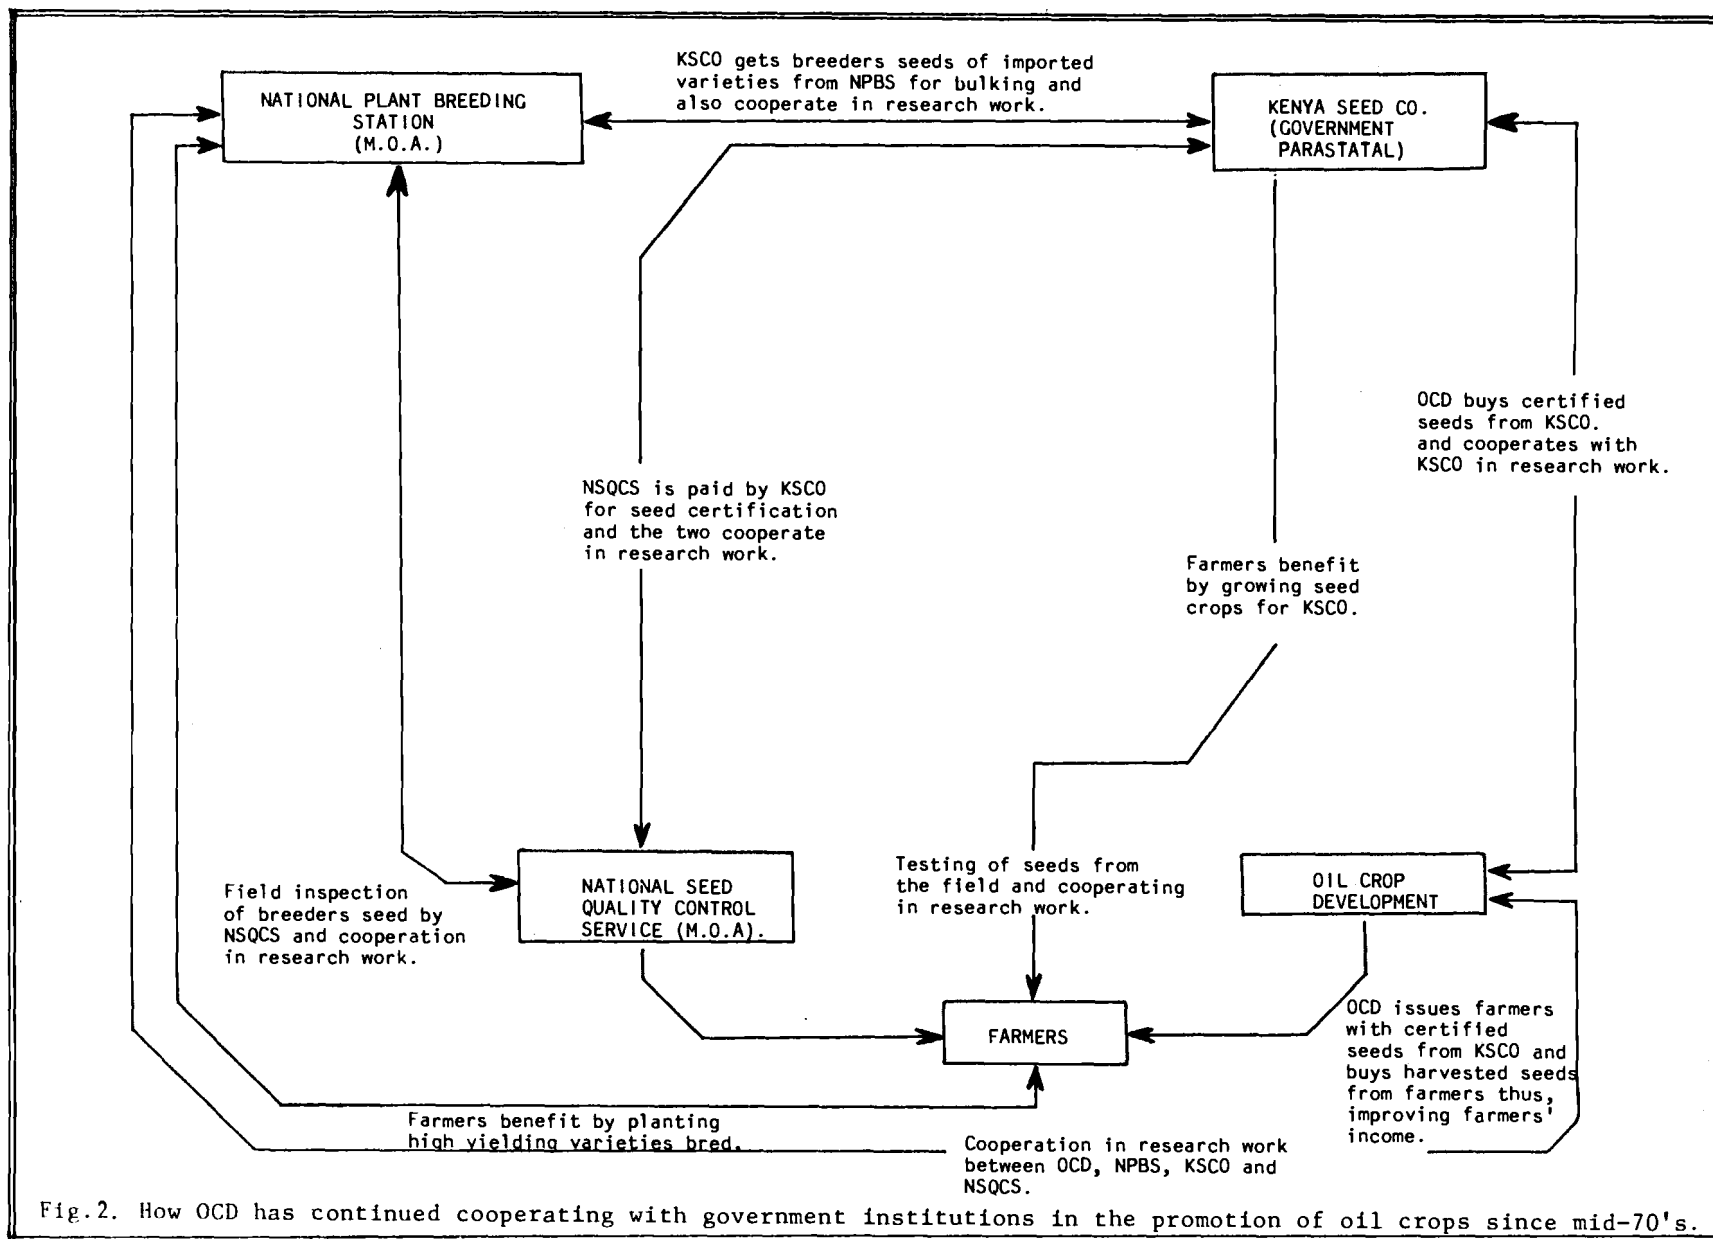 KSCO gets breeders seeds of imported
varieties from NPBS for bulking and
also cooperate in research work.
NATIONAL PLANT BREEDING
STATION
(M.O.A.)
KENYA SEED CO.
(GOVERNMENT
PARASTATAL)
OCD buys certified
seeds from KSCO.
and cooperates with
KSCO in research work.
NSQCS is paid by KSCO
for seed certification
and the two cooperate
in research work.
Farmers benefit
by growing seed
crops for KSCO.
Field inspection
of breeders seed by
NSQCS and cooperation
in research work.
NATIONAL SEED
QUALITY CONTROL
SERVICE (M.O.A).
Testing of seeds from
the field and cooperating
in research work.
OIL CROP
DEVELOPMENT
FARMERS
OCD issues farmers
with certified
seeds from KSCO and
buys harvested seeds
from farmers thus,
improving farmers'
income.
Farmers benefit by planting
high yielding varieties bred.
Cooperation in research work
between OCD, NPBS, KSCO and
NSQCS.
Fig.2. How OCD has continued cooperating with government institutions in the promotion of oil crops since mid-70's.